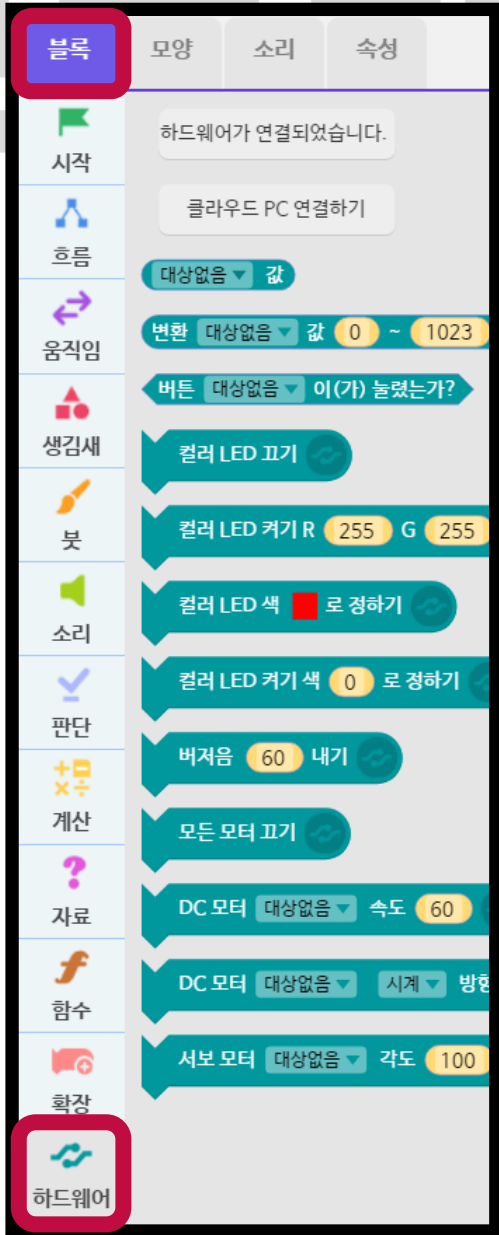 블록 모양 소리 속성
시작
흐름
움직임
생김새
붓
소리
판단
계산
자료
함수
확장
하드웨어
하드웨어가 연결되었습니다.
클라우드 PC 연결하기
대상없음 값
변환 대상없음 값 0 ~ 1023
버튼 대상없음 이(가) 눌렸는가?
컬러 LED 끄기
컬러 LED 켜기 R 255 G 255
컬러 LED 색 로 정하기
컬러 LED 켜기 색 0 로 정하기
버저음 60 내기
모든 모터 끄기
DC 모터 대상없음 속도 60
DC 모터 대상없음 시계 방향
서보 모터 대상없음 각도 100